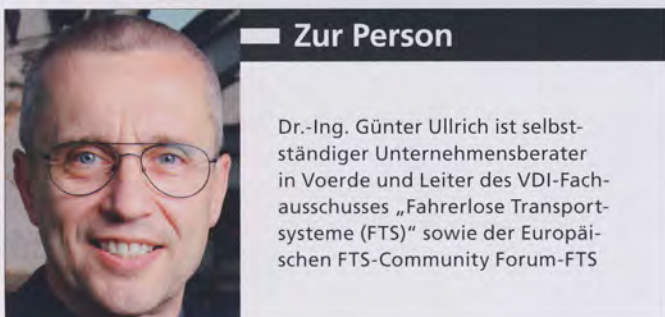 Zur Person
Dr.-Ing. Günter Ullrich ist selbst-
ständiger Unternehmensberater
in Voerde und Leiter des VDI-Fach-
ausschusses „Fahrerlose Transport-
systeme (FTS)“ sowie der Europäi-
schen FTS-Community Forum-FTS